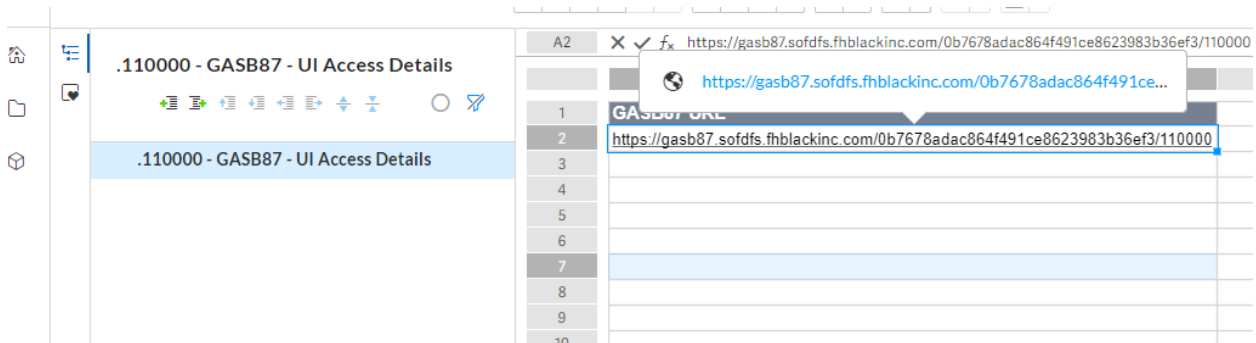 .110000 - GASB87 - UI Access Details
.110000 - GASB87 - UI Access Details
A2 fx https://gasb87.sofdfs.fhblackinc.com/0b7678adac864f491ce8623983b36ef3/110000
https://gasb87.sofdfs.fhblackinc.com/0b7678adac864f491ce...
1 GASB87 URL
2 https://gasb87.sofdfs.fhblackinc.com/0b7678adac864f491ce8623983b36ef3/110000
3
4
5
6
7
8
9
10